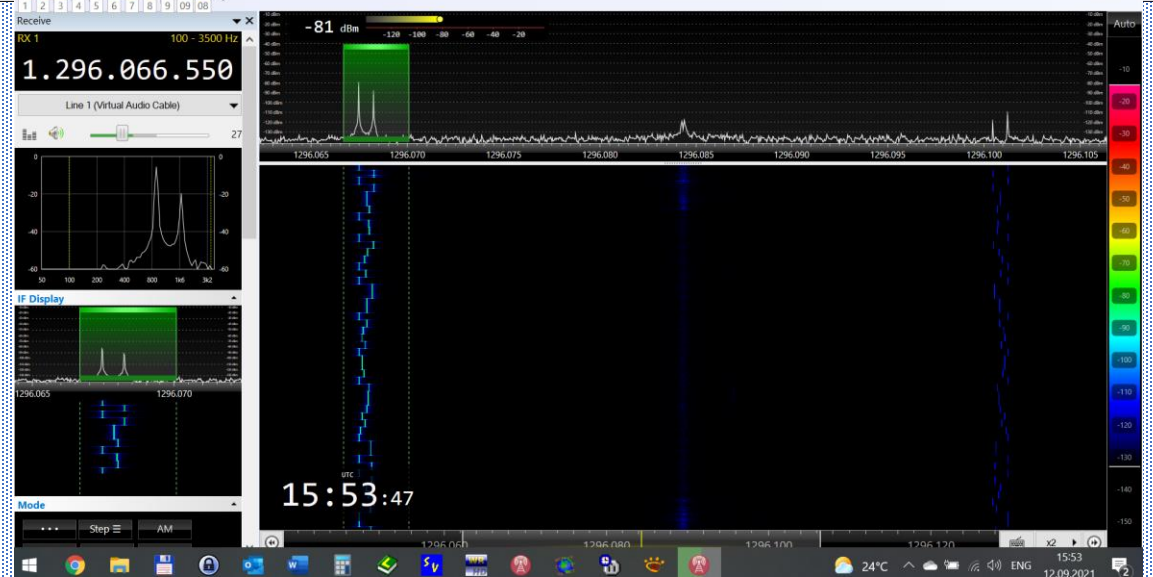 1 2 3 4 5 6 7 8 9 09 08
Receive
RX 1 100 - 3500 Hz
1.296.066.550
Line 1 (Virtual Audio Cable)
27
0 0
-20 -20
-40 -40
-60 -60
50 100 200 400 800 1k6 3k2
IF Display
1296.065 1296.070
Mode
Step AM
-81 dBm
-120 -100 -80 -60 -40 -20
1296.065 1296.070 1296.075 1296.080 1296.085 1296.090 1296.095 1296.100 1296.105
UTC
15:53:47
1296.060 1296.080 1296.100 1296.120
x2
Auto
-10
-20
-30
-40
-50
-60
-70
-80
-90
-100
-110
-120
-130
-140
-150
24°C ENG 15:53
12.09.2021
2